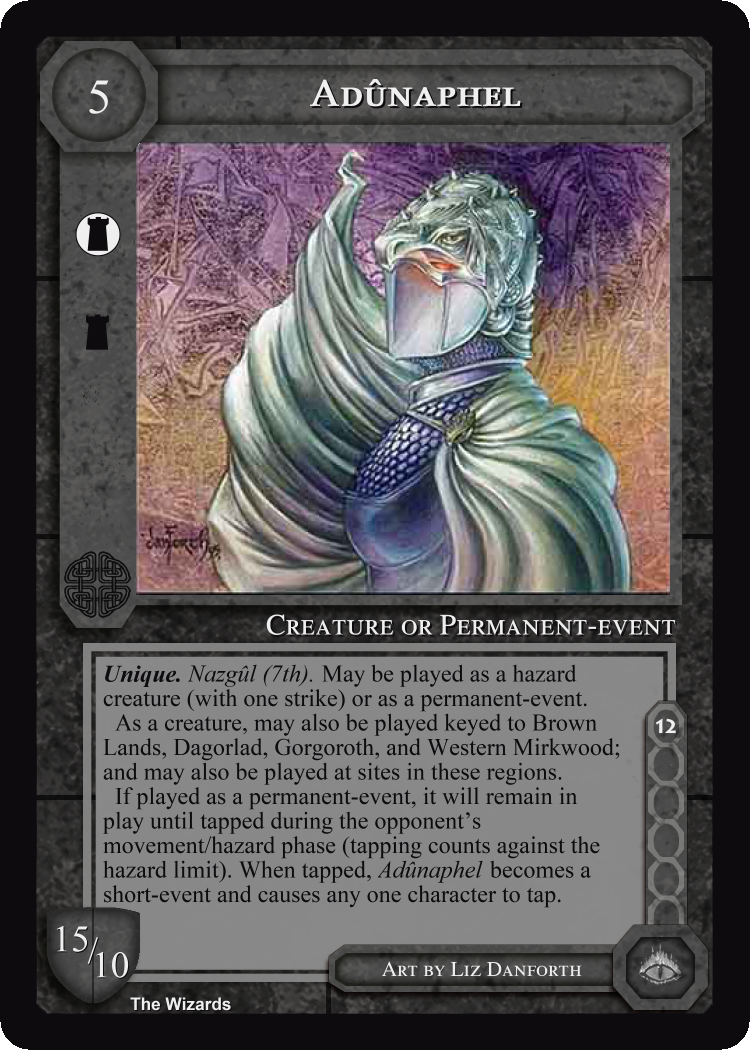 5
ADÛNAPHEL
DANFORTH 95
CREATURE OR PERMANENT-EVENT
Unique. Nazgûl (7th). May be played as a hazard
creature (with one strike) or as a permanent-event.
As a creature, may also be played keyed to Brown
Lands, Dagorlad, Gorgoroth, and Western Mirkwood;
and may also be played at sites in these regions.
If played as a permanent-event, it will remain in
play until tapped during the opponent's
movement/hazard phase (tapping counts against the
hazard limit). When tapped, Adûnaphel becomes a
short-event and causes any one character to tap.
12
15/10
ART BY LIZ DANFORTH
The Wizards